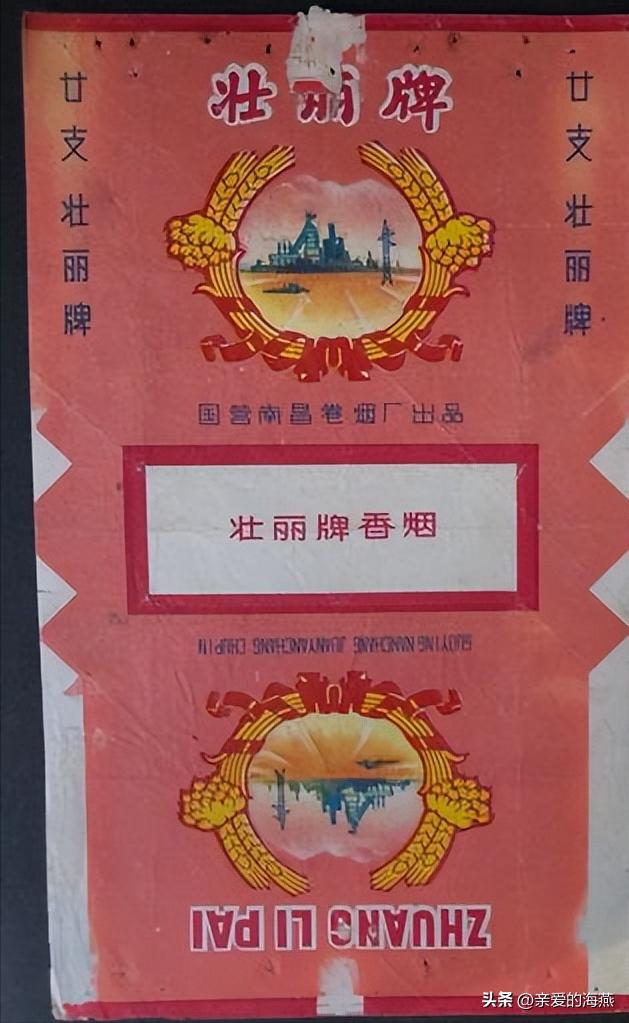 壮丽牌
廿支壮丽牌
廿支壮丽牌
国营南昌卷烟厂出品
壮丽牌香烟
GUOYING NANCHANG JUANYANCHANG CHUPIN
ZHUANG LI PAI
头条 @亲爱的海燕